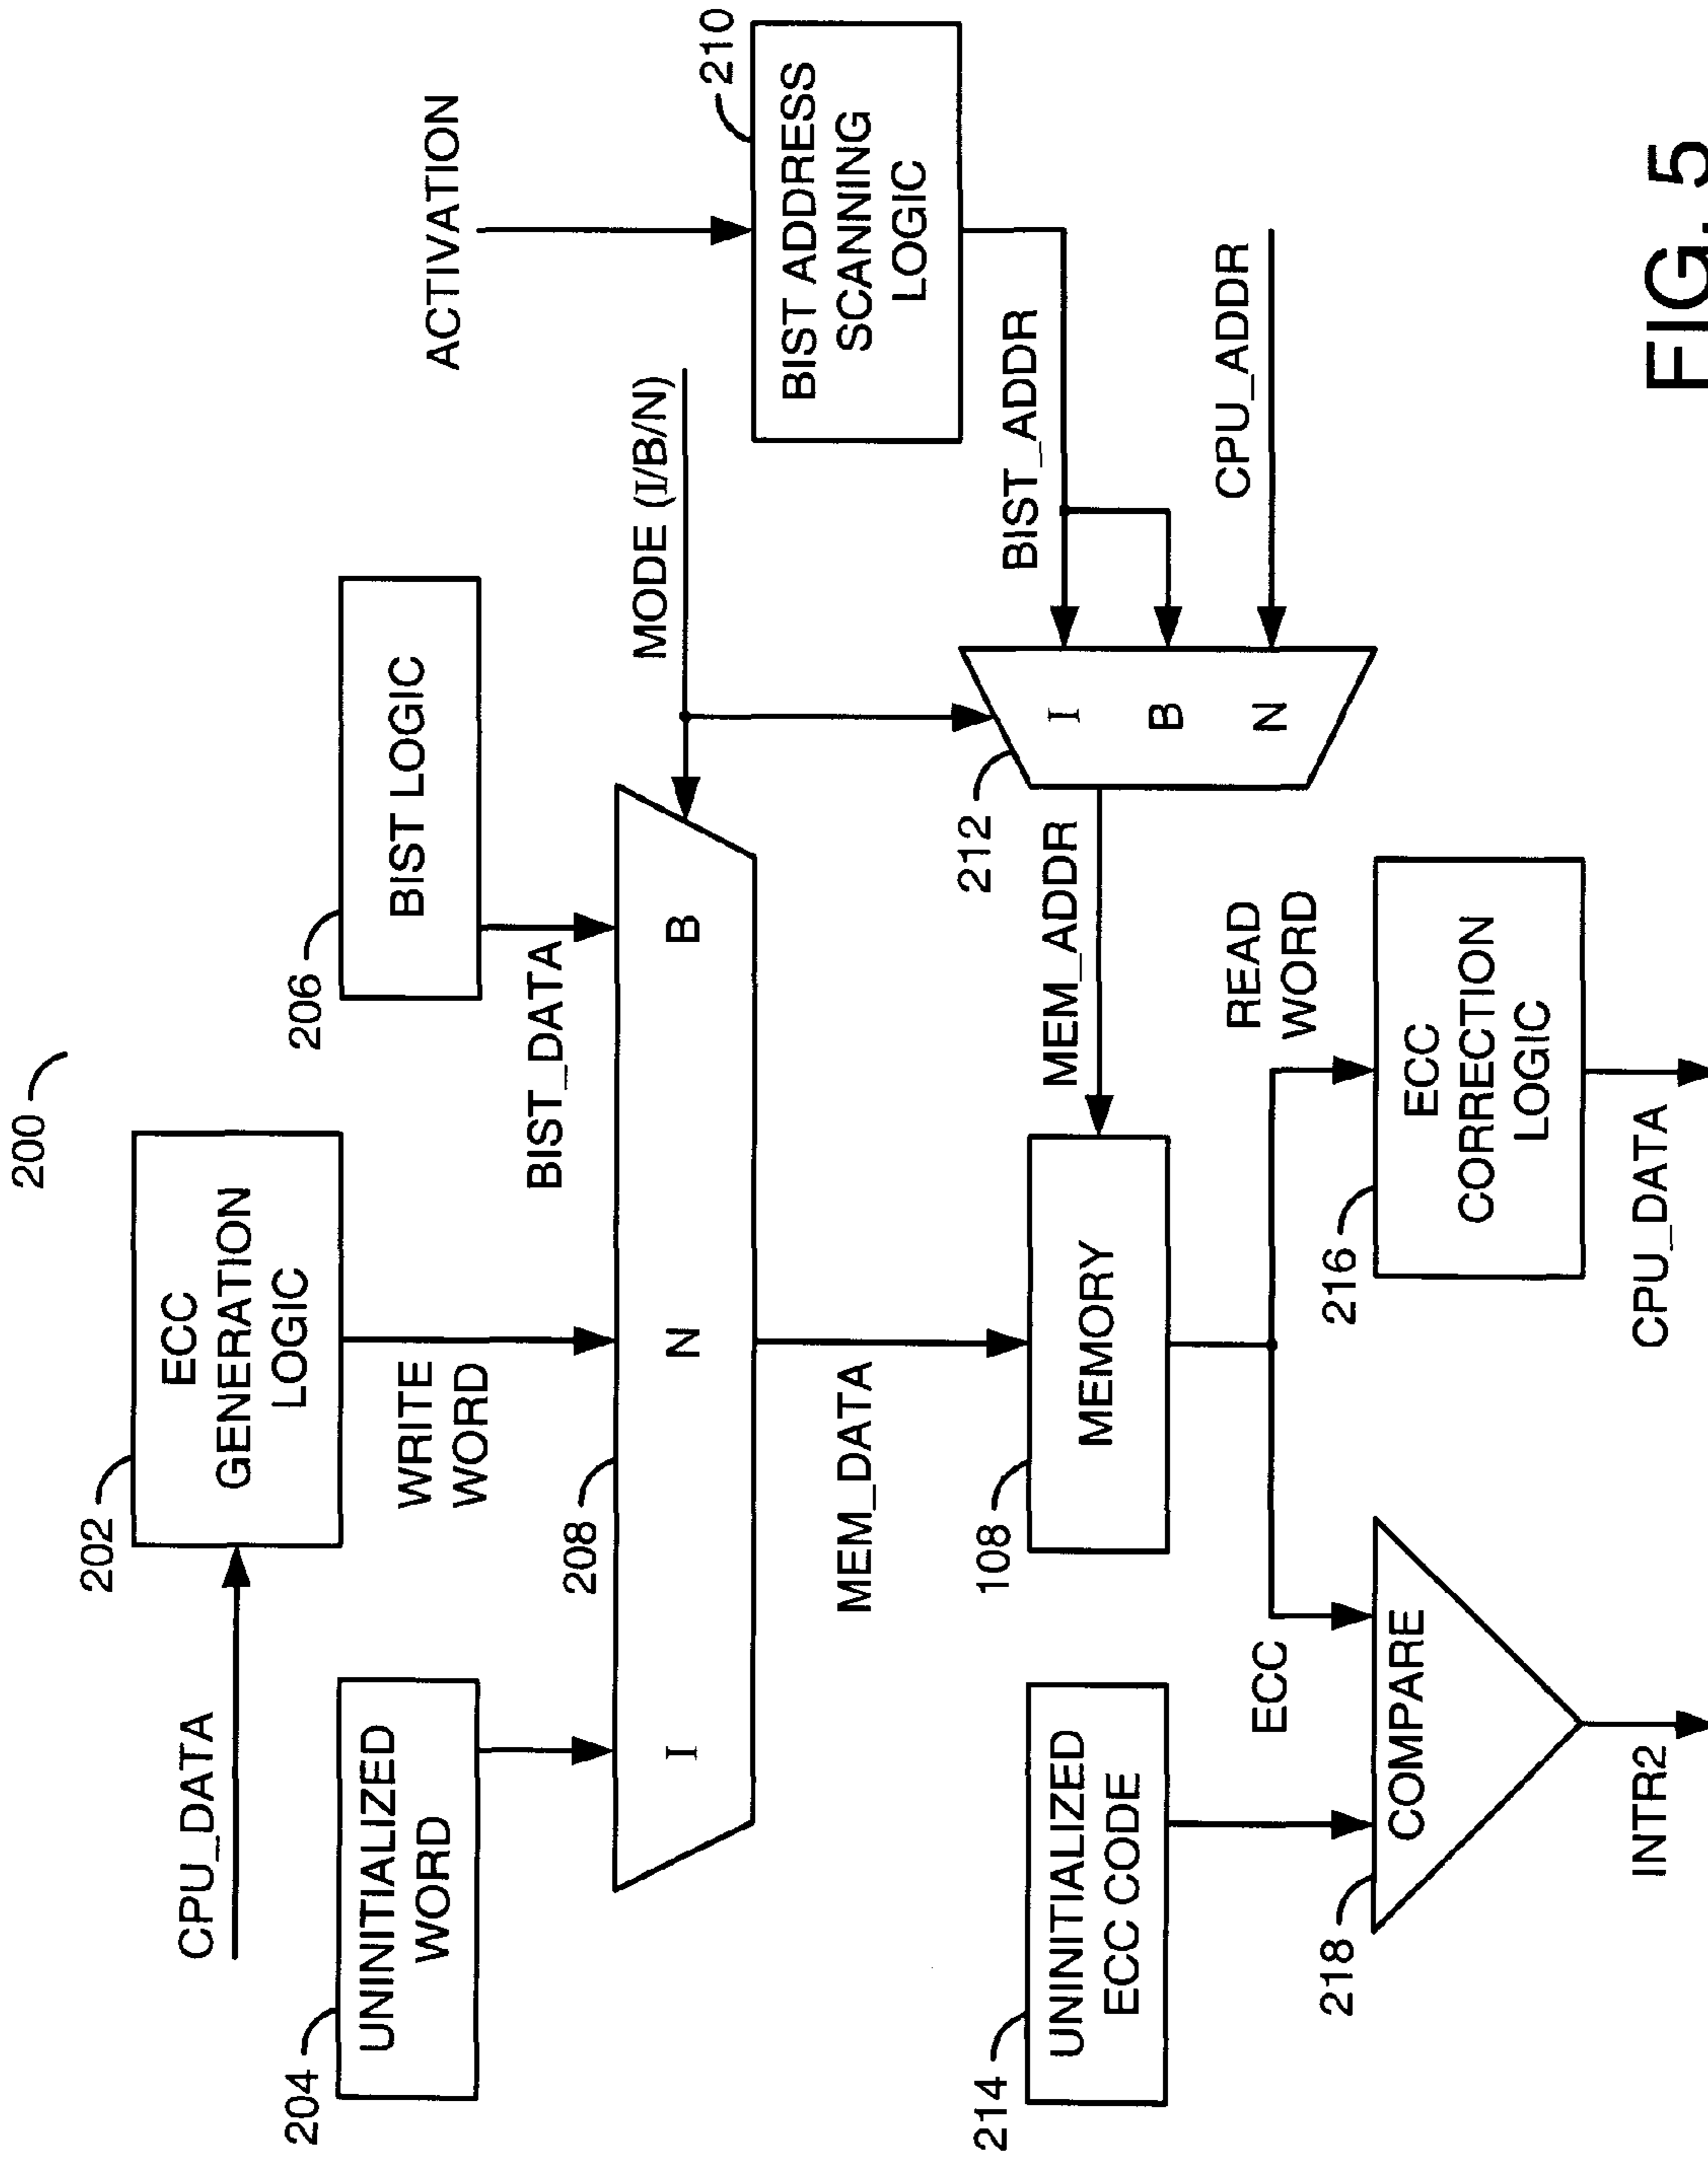 200
CPU_DATA
202
ECC
GENERATION
LOGIC
204
UNINITIALIZED
WORD
WRITE
WORD
206
BIST LOGIC
BIST_DATA
ACTIVATION
208
I
N
B
MODE (I/B/N)
210
BIST ADDRESS
SCANNING
LOGIC
MEM_DATA
212
I
B
N
BIST_ADDR
CPU_ADDR
MEM_ADDR
108
MEMORY
214
UNINITIALIZED
ECC CODE
ECC
READ
WORD
218
COMPARE
216
ECC
CORRECTION
LOGIC
INTR2
CPU_DATA
FIG. 5